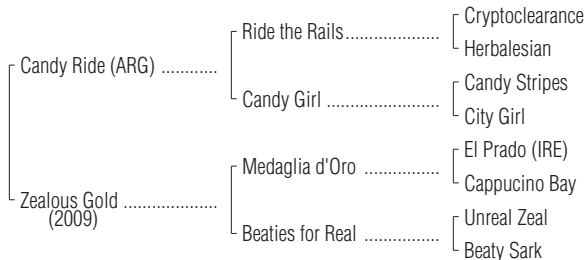 Cryptoclearance
Ride the Rails..................
Herbalesian
Candy Ride (ARG) ............
Candy Stripes
Candy Girl .......................
City Girl
El Prado (IRE)
Medaglia d'Oro ...............
Cappucino Bay
Zealous Gold ...................
(2009)
Unreal Zeal
Beaties for Real ...............
Beaty Sark